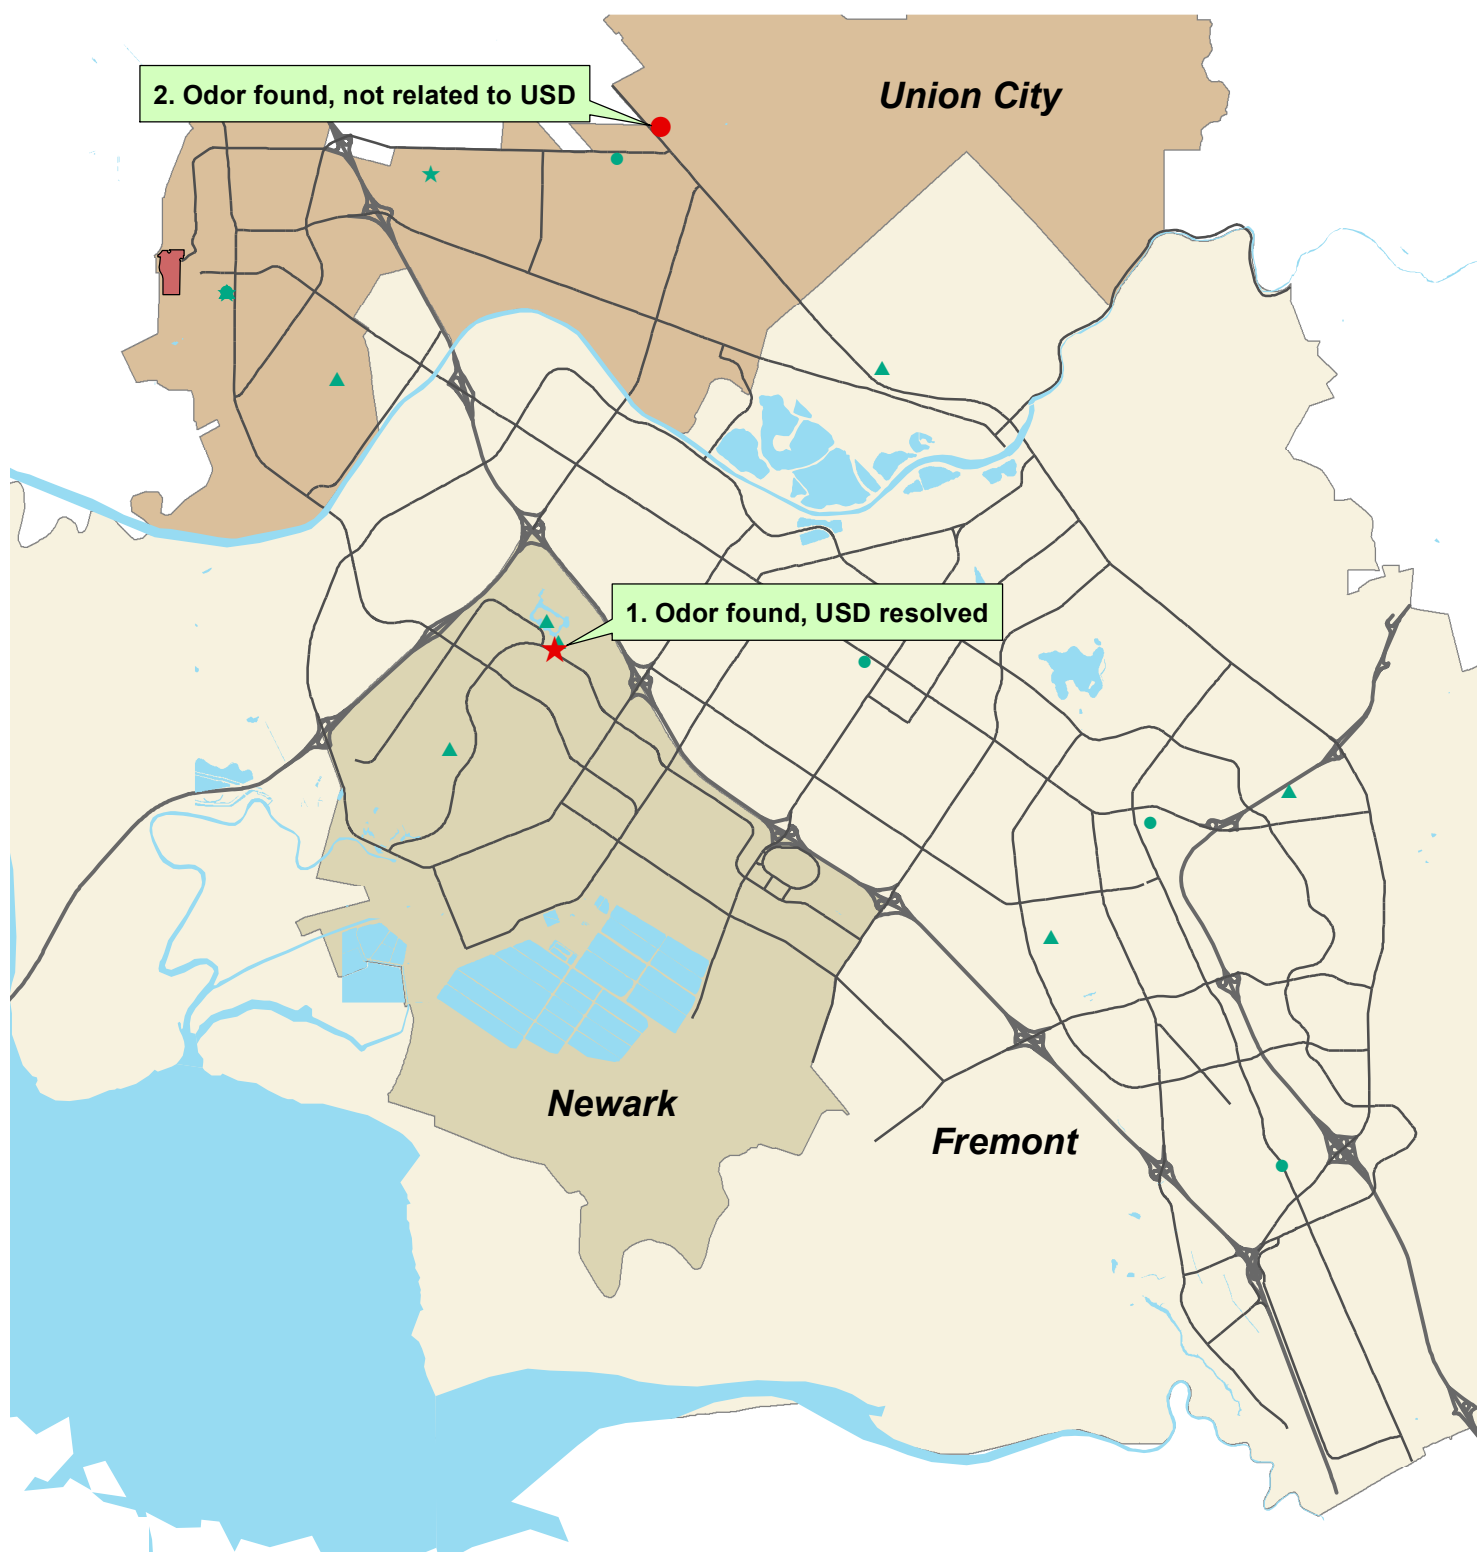 Union City
2. Odor found, not related to USD
1. Odor found, USD resolved
Newark
Fremont